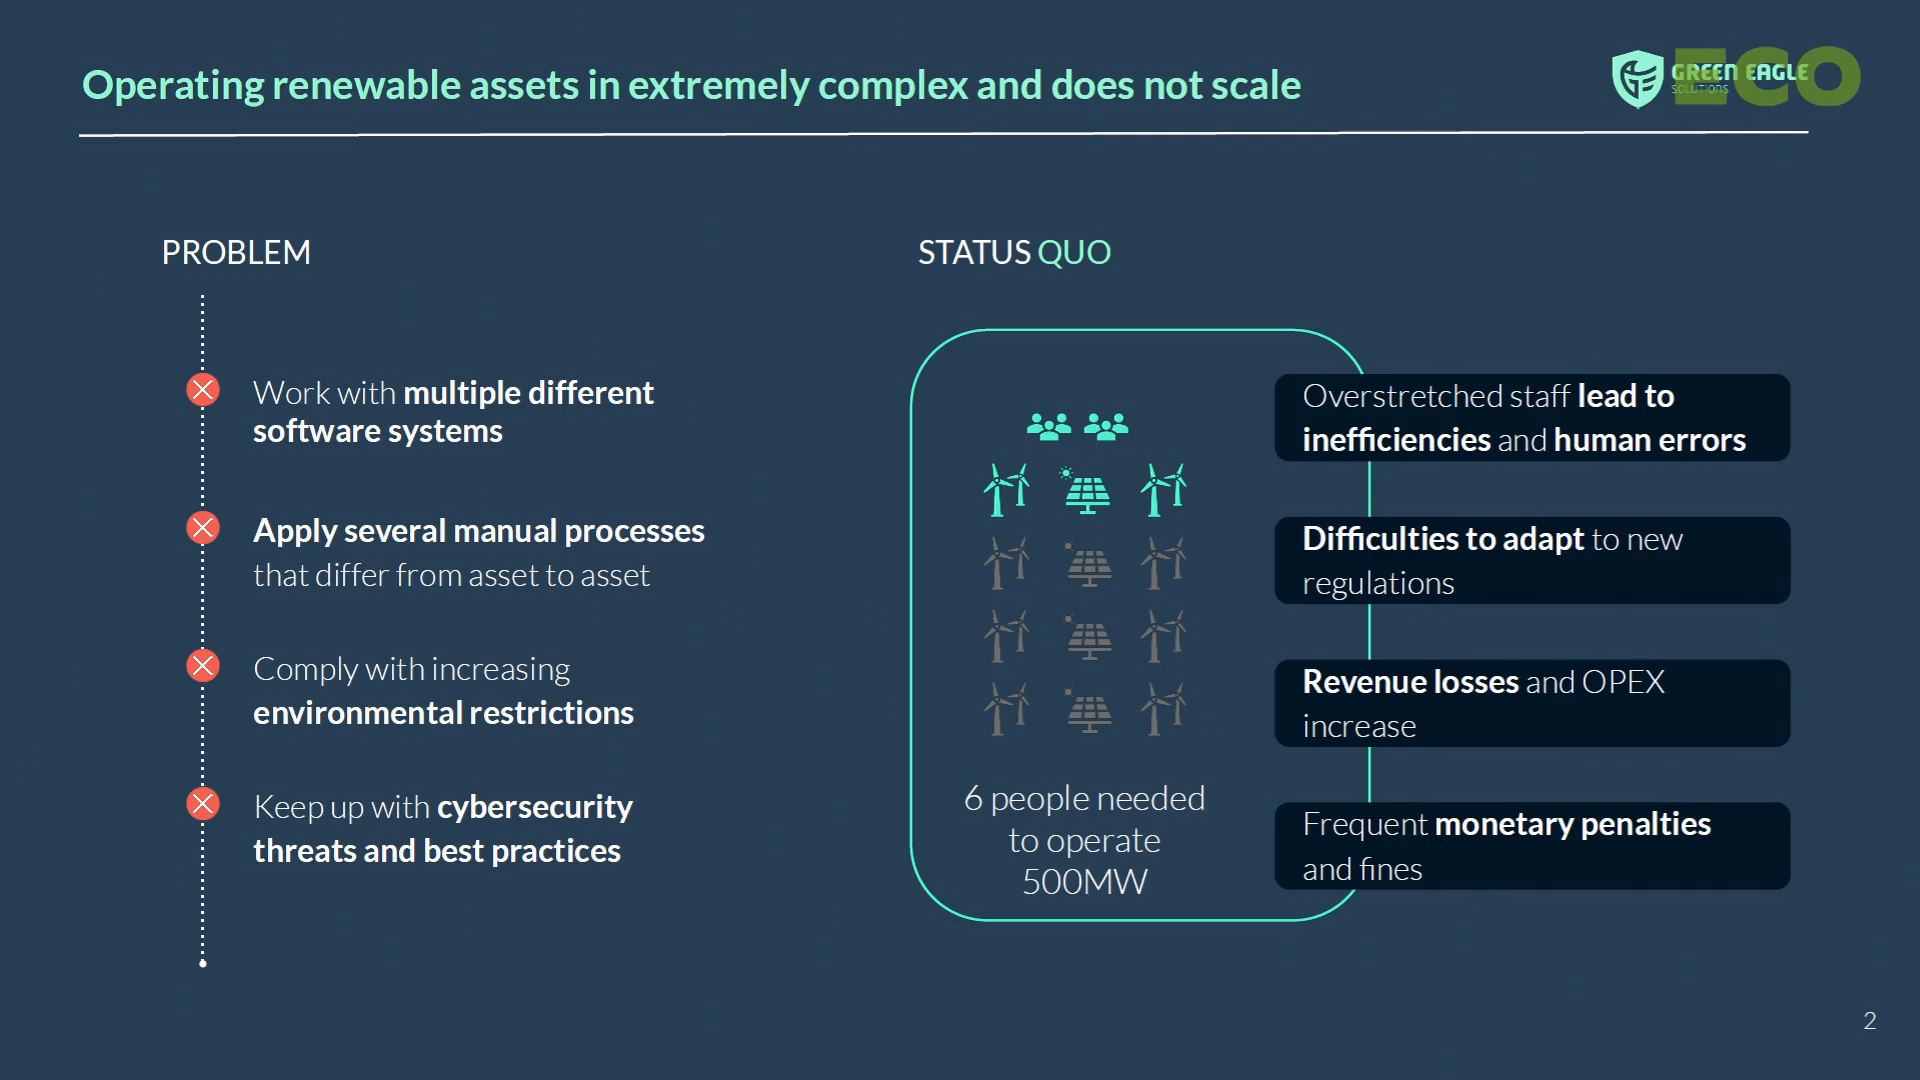 Operating renewable assets in extremely complex and does not scale
GREEN EAGLE
SOLUTIONS
ECO
PROBLEM
Work with multiple different
software systems
Apply several manual processes
that differ from asset to asset
Comply with increasing
environmental restrictions
Keep up with cybersecurity
threats and best practices
STATUS QUO
6 people needed
to operate
500MW
Overstretched staff lead to
inefficiencies and human errors
Difficulties to adapt to new
regulations
Revenue losses and OPEX
increase
Frequent monetary penalties
and fines
2